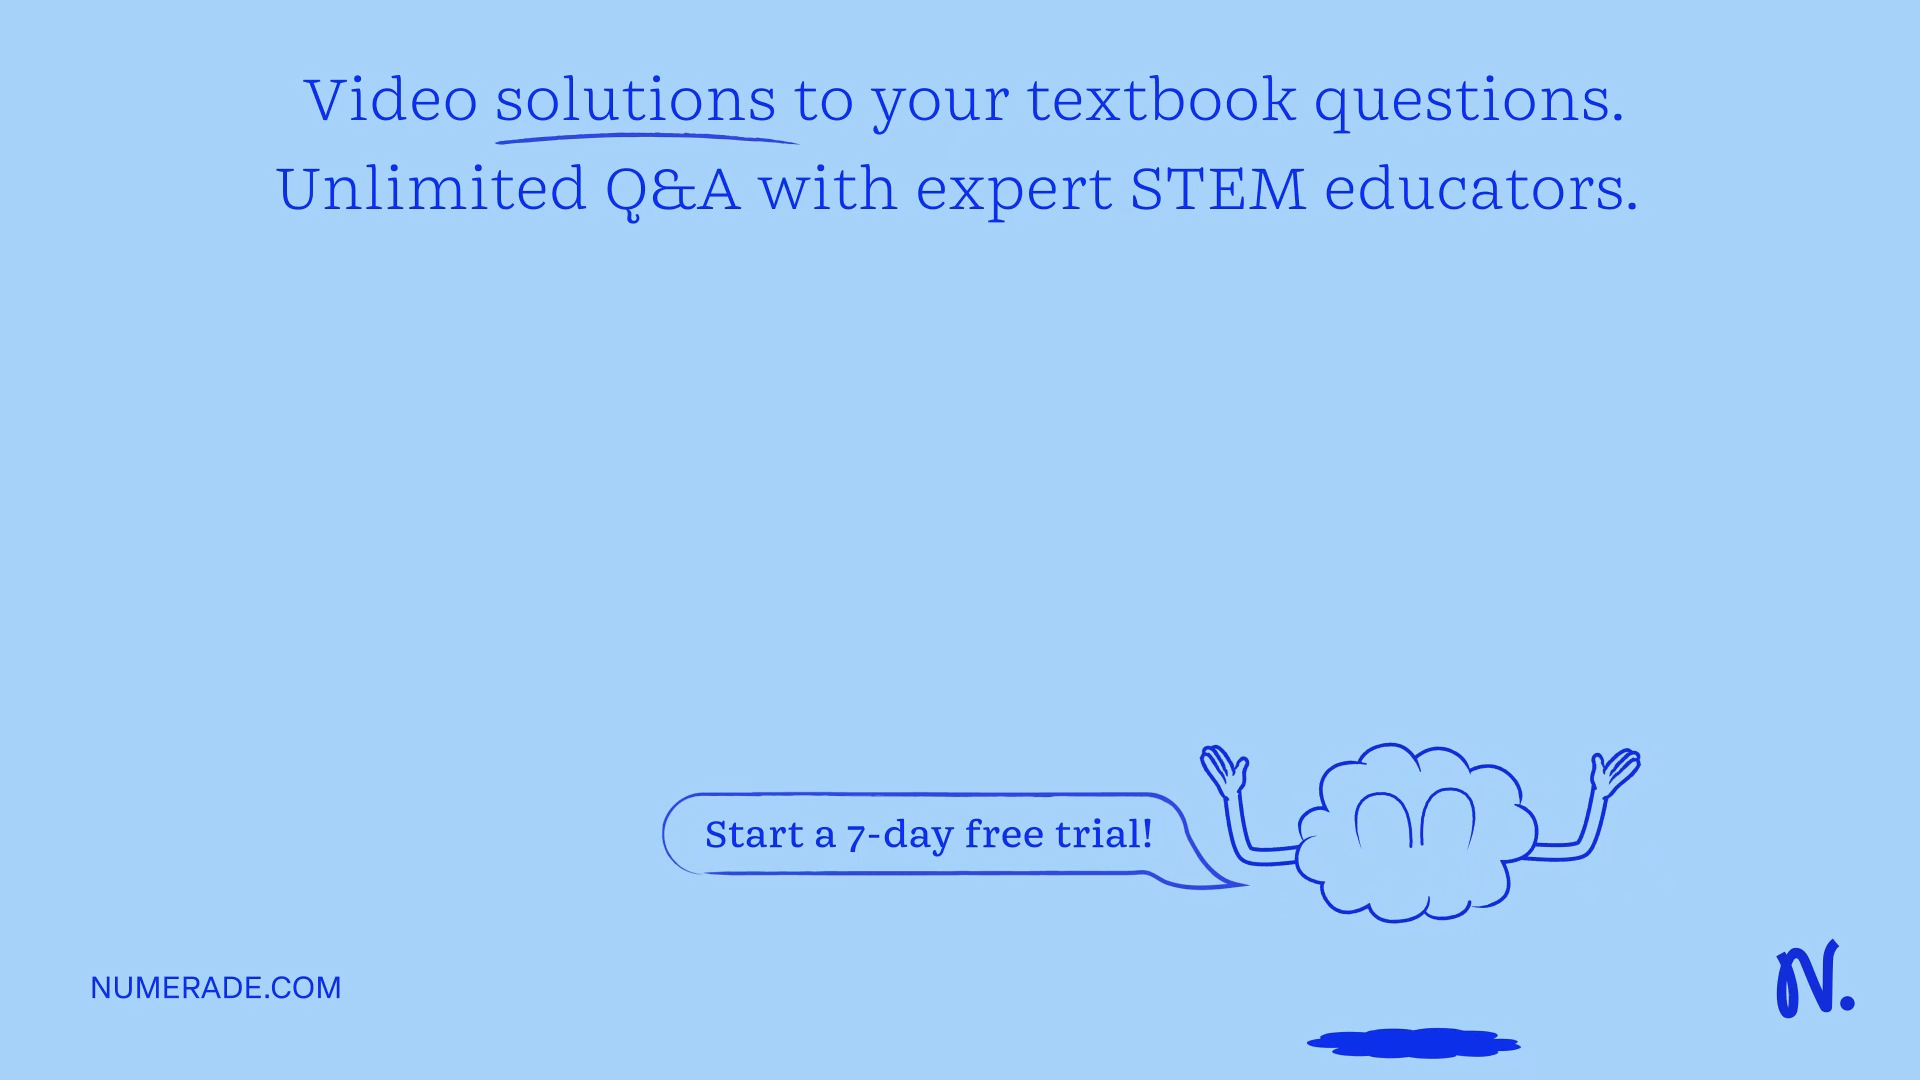 Video solutions to your textbook questions.
Unlimited Q&A with expert STEM educators.
Start a 7-day free trial!
NUMERADE.COM
N.